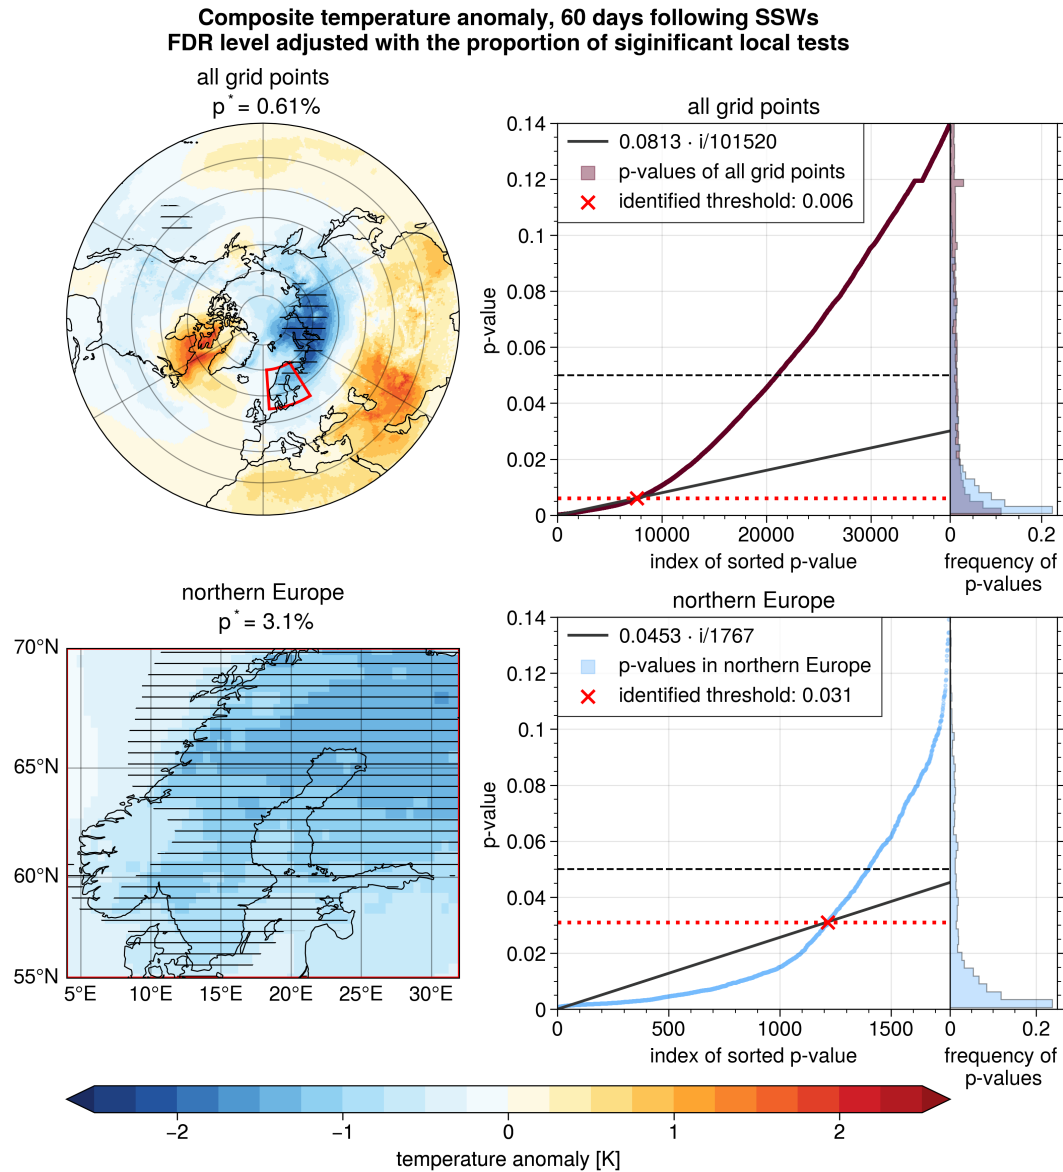 Composite temperature anomaly, 60 days following SSWs
FDR level adjusted with the proportion of siginificant local tests
all grid points
p* = 0.61%
all grid points
0.14
0.12
0.1
0.08
0.06
0.04
0.02
0
p-value
0.0813 · i/101520
p-values of all grid points
identified threshold: 0.006
0 10000 20000 30000
index of sorted p-value
0 0.2
frequency of
p-values
northern Europe
p* = 3.1%
70°N
65°N
60°N
55°N
5°E 10°E 15°E 20°E 25°E 30°E
northern Europe
0.14
0.12
0.1
0.08
0.06
0.04
0.02
0
p-value
0.0453 · i/1767
p-values in northern Europe
identified threshold: 0.031
0 500 1000 1500
index of sorted p-value
0 0.2
frequency of
p-values
−2 −1 0 1 2
temperature anomaly [K]